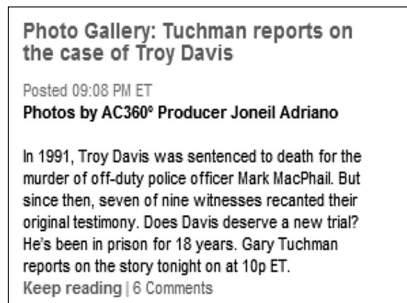 Photo Gallery: Tuchman reports on
the case of Troy Davis
Posted 09:08 PM ET
Photos by AC360º Producer Joneil Adriano
In 1991, Troy Davis was sentenced to death for the
murder of off-duty police officer Mark MacPhail. But
since then, seven of nine witnesses recanted their
original testimony. Does Davis deserve a new trial?
He's been in prison for 18 years. Gary Tuchman
reports on the story tonight on at 10p ET.
Keep reading | 6 Comments